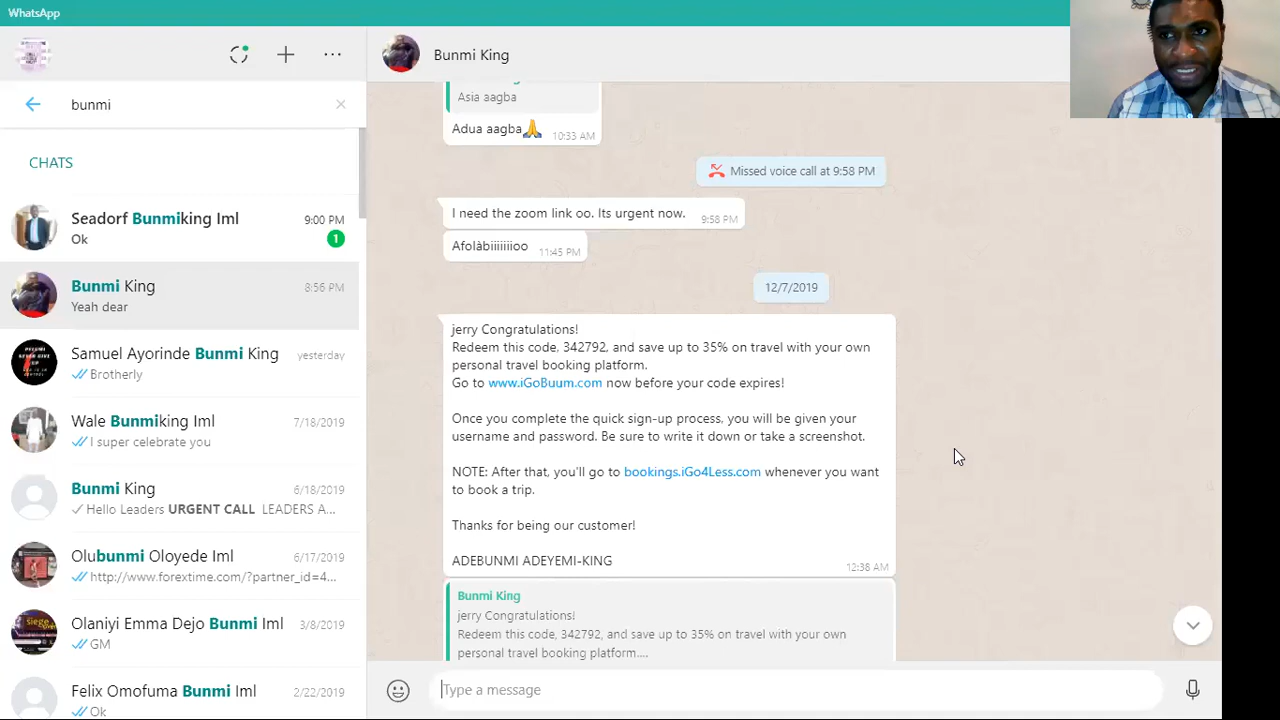 WhatsApp
bunmi
CHATS
Seadorf Bunmiking Iml
9:00 PM
Ok
1
Bunmi King
8:56 PM
Yeah dear
Samuel Ayorinde Bunmi King
yesterday
Brotherly
Wale Bunmiking Iml
7/18/2019
I super celebrate you
Bunmi King
6/18/2019
Hello Leaders URGENT CALL LEADERS A...
Olubunmi Oloyede Iml
6/17/2019
http://www.forextime.com/?partner_id=4...
Olaniyi Emma Dejo Bunmi Iml
3/8/2019
GM
Felix Omofuma Bunmi Iml
2/22/2019
Ok
Bunmi King
Asia aagba
Adua aagba🙏
10:33 AM
Missed voice call at 9:58 PM
I need the zoom link oo. Its urgent now.
9:58 PM
Afolàbiiiiiiioo
11:45 PM
12/7/2019
jerry Congratulations!
Redeem this code, 342792, and save up to 35% on travel with your own
personal travel booking platform.
Go to www.iGoBuum.com now before your code expires!
Once you complete the quick sign-up process, you will be given your
username and password. Be sure to write it down or take a screenshot.
NOTE: After that, you'll go to bookings.iGo4Less.com whenever you want
to book a trip.
Thanks for being our customer!
ADEBUNMI ADEYEMI-KING
12:38 AM
Bunmi King
jerry Congratulations!
Redeem this code, 342792, and save up to 35% on travel with your own
personal travel booking platform....
Type a message